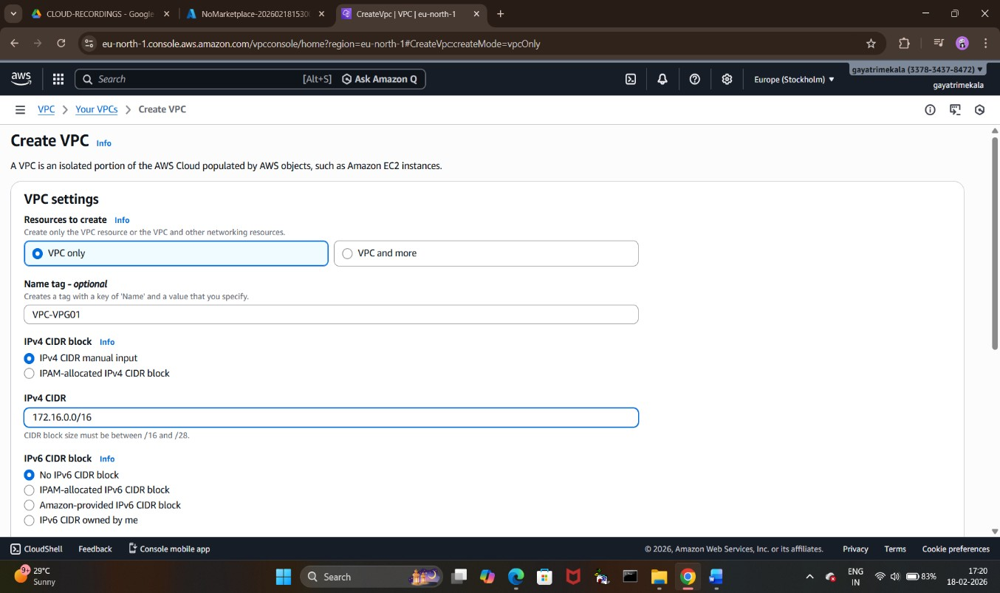 CLOUD-RECORDINGS - Google
NoMarketplace-202602181530
CreateVpc | VPC | eu-north-1
eu-north-1.console.aws.amazon.com/vpcconsole/home?region=eu-north-1#CreateVpc:createMode=vpcOnly
aws
Search
[Alt+S]
Ask Amazon Q
Europe (Stockholm)
gayatrimekala (3378-3437-8472)
gayatrimekala
VPC
Your VPCs
Create VPC
Create VPC Info
A VPC is an isolated portion of the AWS Cloud populated by AWS objects, such as Amazon EC2 instances.
VPC settings
Resources to create Info
Create only the VPC resource or the VPC and other networking resources.
VPC only
VPC and more
Name tag - optional
Creates a tag with a key of 'Name' and a value that you specify.
VPC-VPG01
IPv4 CIDR block Info
IPv4 CIDR manual input
IPAM-allocated IPv4 CIDR block
IPv4 CIDR
172.16.0.0/16
CIDR block size must be between /16 and /28.
IPv6 CIDR block Info
No IPv6 CIDR block
IPAM-allocated IPv6 CIDR block
Amazon-provided IPv6 CIDR block
IPv6 CIDR owned by me
CloudShell
Feedback
Console mobile app
© 2026, Amazon Web Services, Inc. or its affiliates.
Privacy
Terms
Cookie preferences
9+
29°C
Sunny
Search
ENG
IN
83%
17:20
18-02-2026